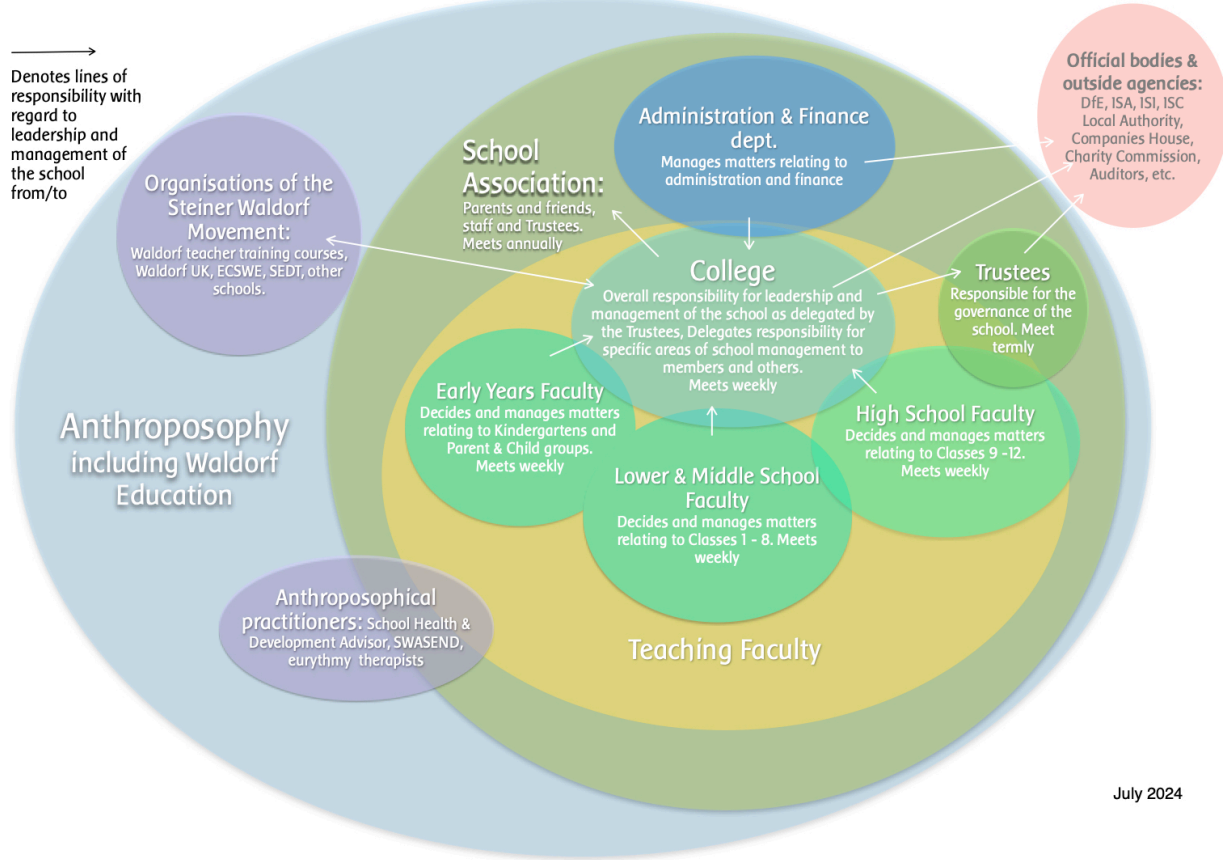 Denotes lines of
responsibility with
regard to
leadership and
management of
the school
from/to
Organisations of the
Steiner Waldorf
Movement:
Waldorf teacher training courses,
Waldorf UK, ECSWE, SEDT, other
schools.
School
Association:
Parents and friends,
staff and Trustees.
Meets annually
Administration & Finance
dept.
Manages matters relating to
administration and finance
Official bodies &
outside agencies:
DfE, ISA, ISI, ISC
Local Authority,
Companies House,
Charity Commission,
Auditors, etc.
College
Overall responsibility for leadership and
management of the school as delegated by
the Trustees, Delegates responsibility for
specific areas of school management to
members and others.
Meets weekly
Trustees
Responsible for the
governance of the
school. Meet
termly
Early Years Faculty
Decides and manages matters
relating to Kindergartens and
Parent & Child groups.
Meets weekly
High School Faculty
Decides and manages matters
relating to Classes 9 -12.
Meets weekly
Anthroposophy
including Waldorf
Education
Lower & Middle School
Faculty
Decides and manages matters
relating to Classes 1 - 8. Meets
weekly
Anthroposophical
practitioners: School Health &
Development Advisor, SWASEND,
eurythmy therapists
Teaching Faculty
July 2024